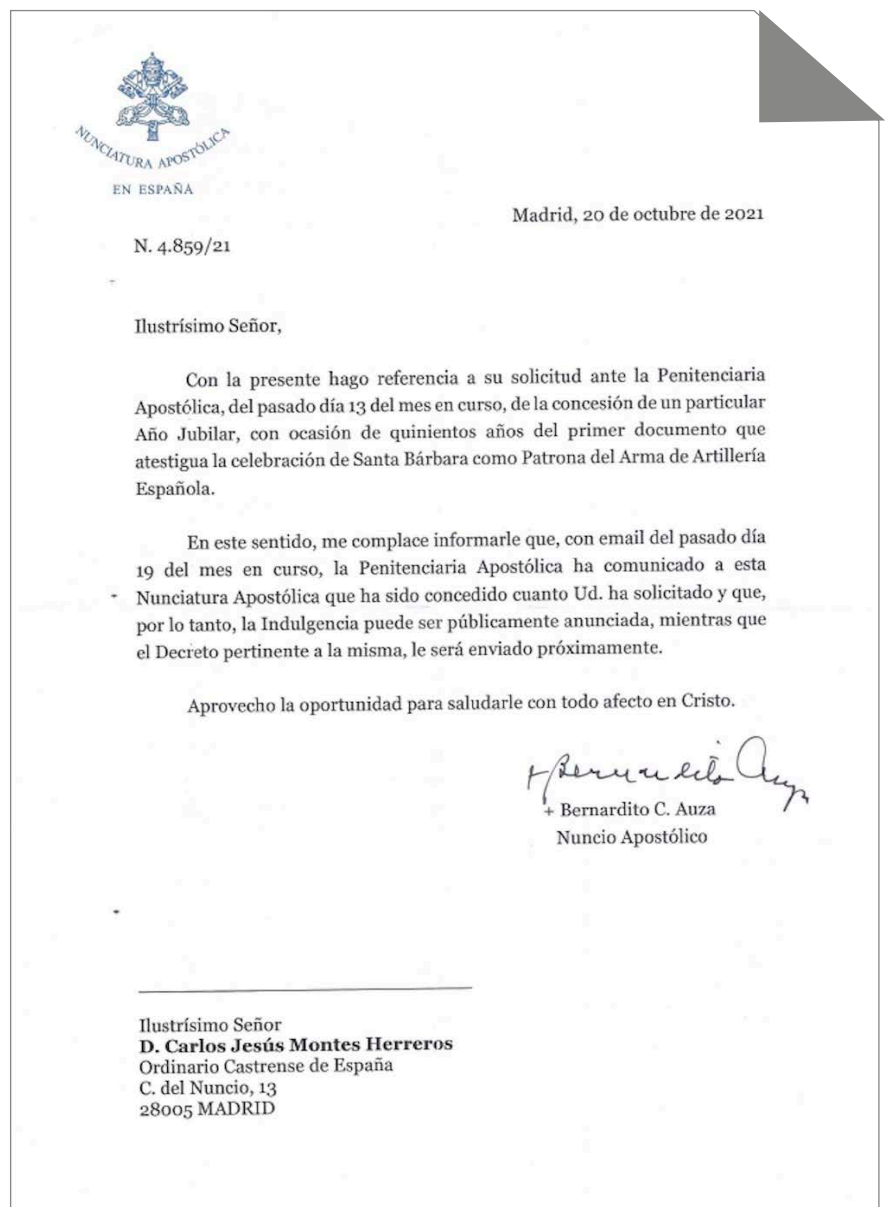 NUNCIATURA APOSTÓLICA
EN ESPAÑA
Madrid, 20 de octubre de 2021
N. 4.859/21
Ilustrísimo Señor,
Con la presente hago referencia a su solicitud ante la Penitenciaria
Apostólica, del pasado día 13 del mes en curso, de la concesión de un particular
Año Jubilar, con ocasión de quinientos años del primer documento que
atestigua la celebración de Santa Bárbara como Patrona del Arma de Artillería
Española.
En este sentido, me complace informarle que, con email del pasado día
19 del mes en curso, la Penitenciaria Apostólica ha comunicado a esta
Nunciatura Apostólica que ha sido concedido cuanto Ud. ha solicitado y que,
por lo tanto, la Indulgencia puede ser públicamente anunciada, mientras que
el Decreto pertinente a la misma, le será enviado próximamente.
Aprovecho la oportunidad para saludarle con todo afecto en Cristo.
+ Bernardito Auza
+ Bernardito C. Auza
Nuncio Apostólico
Ilustrísimo Señor
D. Carlos Jesús Montes Herreros
Ordinario Castrense de España
C. del Nuncio, 13
28005 MADRID